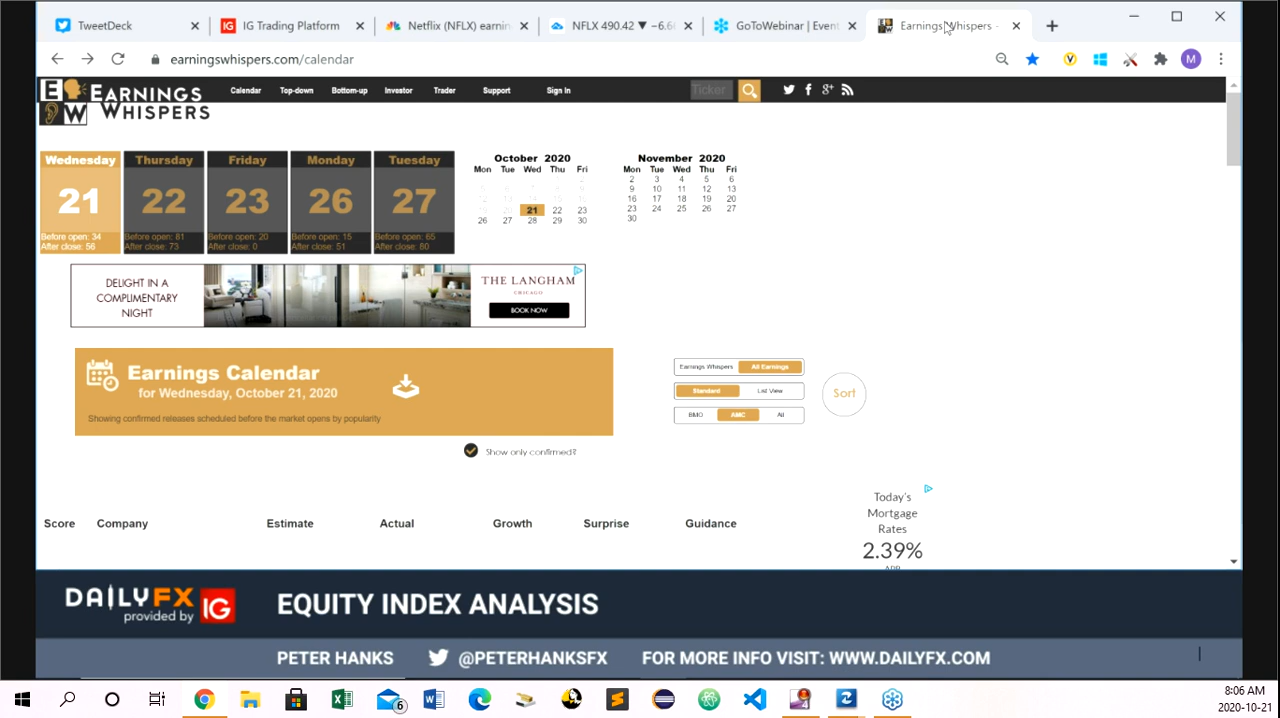 TweetDeck
IG Trading Platform
Netflix (NFLX) earnin
NFLX 490.42 ▼ −6.6
GoToWebinar | Event
Earnings Whispers -
earningswhispers.com/calendar
M
EARNINGS
WHISPERS
E
W
Calendar
Top-down
Bottom-up
Investor
Trader
Support
Sign In
Ticker
Wednesday
21
Before open: 34
After close: 56
Thursday
22
Before open: 81
After close: 73
Friday
23
Before open: 20
After close: 0
Monday
26
Before open: 15
After close: 51
Tuesday
27
Before open: 65
After close: 80
October 2020
Mon Tue Wed Thu Fri
21 22 23
26 27 28 29 30
November 2020
Mon Tue Wed Thu Fri
2 3 4 5 6
9 10 11 12 13
16 17 18 19 20
23 24 25 26 27
30
DELIGHT IN A
COMPLIMENTARY
NIGHT
THE LANGHAM
CHICAGO
BOOK NOW
Earnings Calendar
for Wednesday, October 21, 2020
Showing confirmed releases scheduled before the market opens by popularity
Earnings Whispers All Earnings
Standard List View
BMO AMC All
Sort
Show only confirmed?
Score Company Estimate Actual Growth Surprise Guidance
Today's
Mortgage
Rates
2.39%
APR
DAILYFX
provided by IG
EQUITY INDEX ANALYSIS
PETER HANKS
@PETERHANKSFX
FOR MORE INFO VISIT: WWW.DAILYFX.COM
6
8:06 AM
2020-10-21